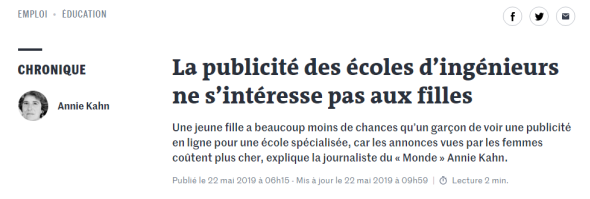 EMPLOI • ÉDUCATION
CHRONIQUE
Annie Kahn
La publicité des écoles d'ingénieurs
ne s'intéresse pas aux filles
Une jeune fille a beaucoup moins de chances qu'un garçon de voir une publicité
en ligne pour une école spécialisée, car les annonces vues par les femmes
coûtent plus cher, explique la journaliste du « Monde » Annie Kahn.
Publié le 22 mai 2019 à 06h15 - Mis à jour le 22 mai 2019 à 09h59 | Lecture 2 min.